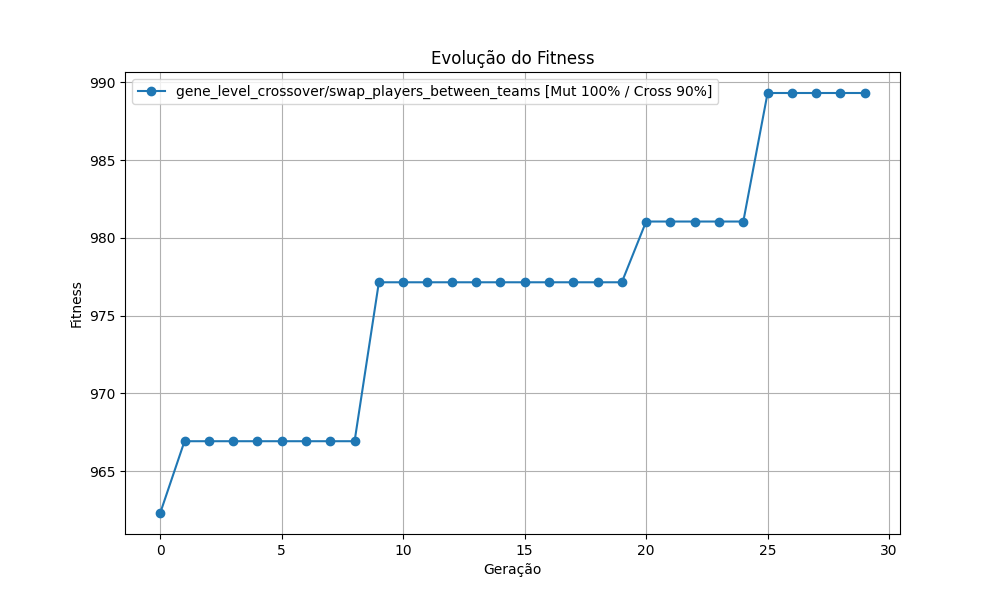 Evolução do Fitness
gene_level_crossover/swap_players_between_teams [Mut 100% / Cross 90%]
Fitness
990
985
980
975
970
965
0 5 10 15 20 25 30
Geração